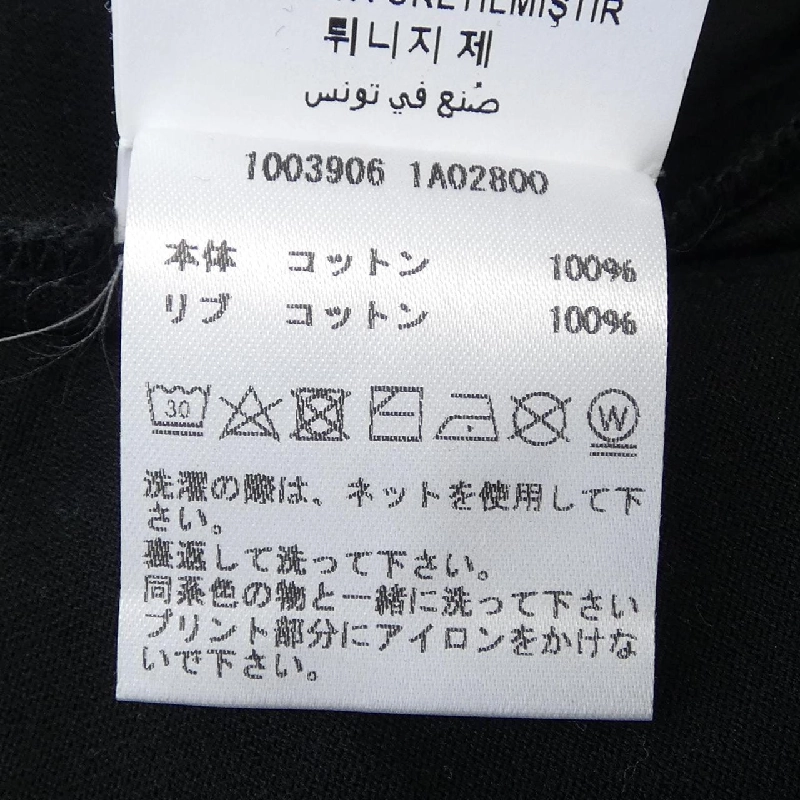 ÜRETİLMİŞTİR
튀니지 제
صُنع في تونس
1003906 1A02800
本体 コットン 100%
リブ コットン 100%
30 W
洗濯の際は、ネットを使用して下
さい。
裏返して洗って下さい。
同系色の物と一緒に洗って下さい
プリント部分にアイロンをかけな
いで下さい。